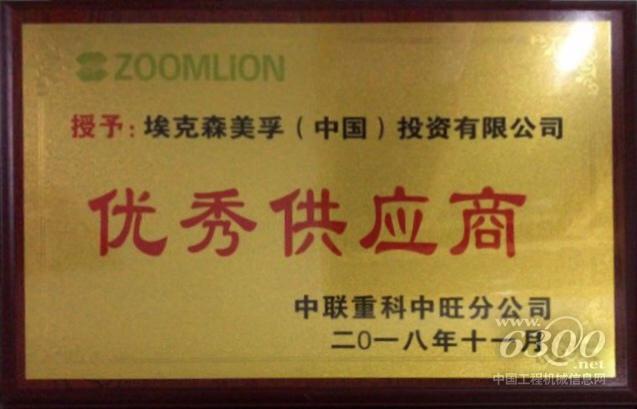 ZOOMLION
授予：埃克森美孚（中国）投资有限公司
优秀供应商
中联重科中旺分公司
二〇一八年十一月
www.
6300
.net
中国工程机械信息网